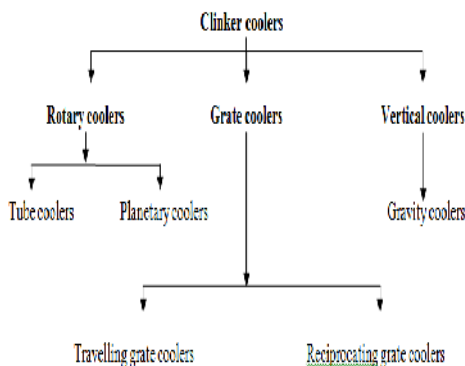 Clinker coolers
Rotary coolers Grate coolers Vertical coolers
Tube coolers Planetary coolers Gravity coolers
Travelling grate coolers Reciprocating grate coolers